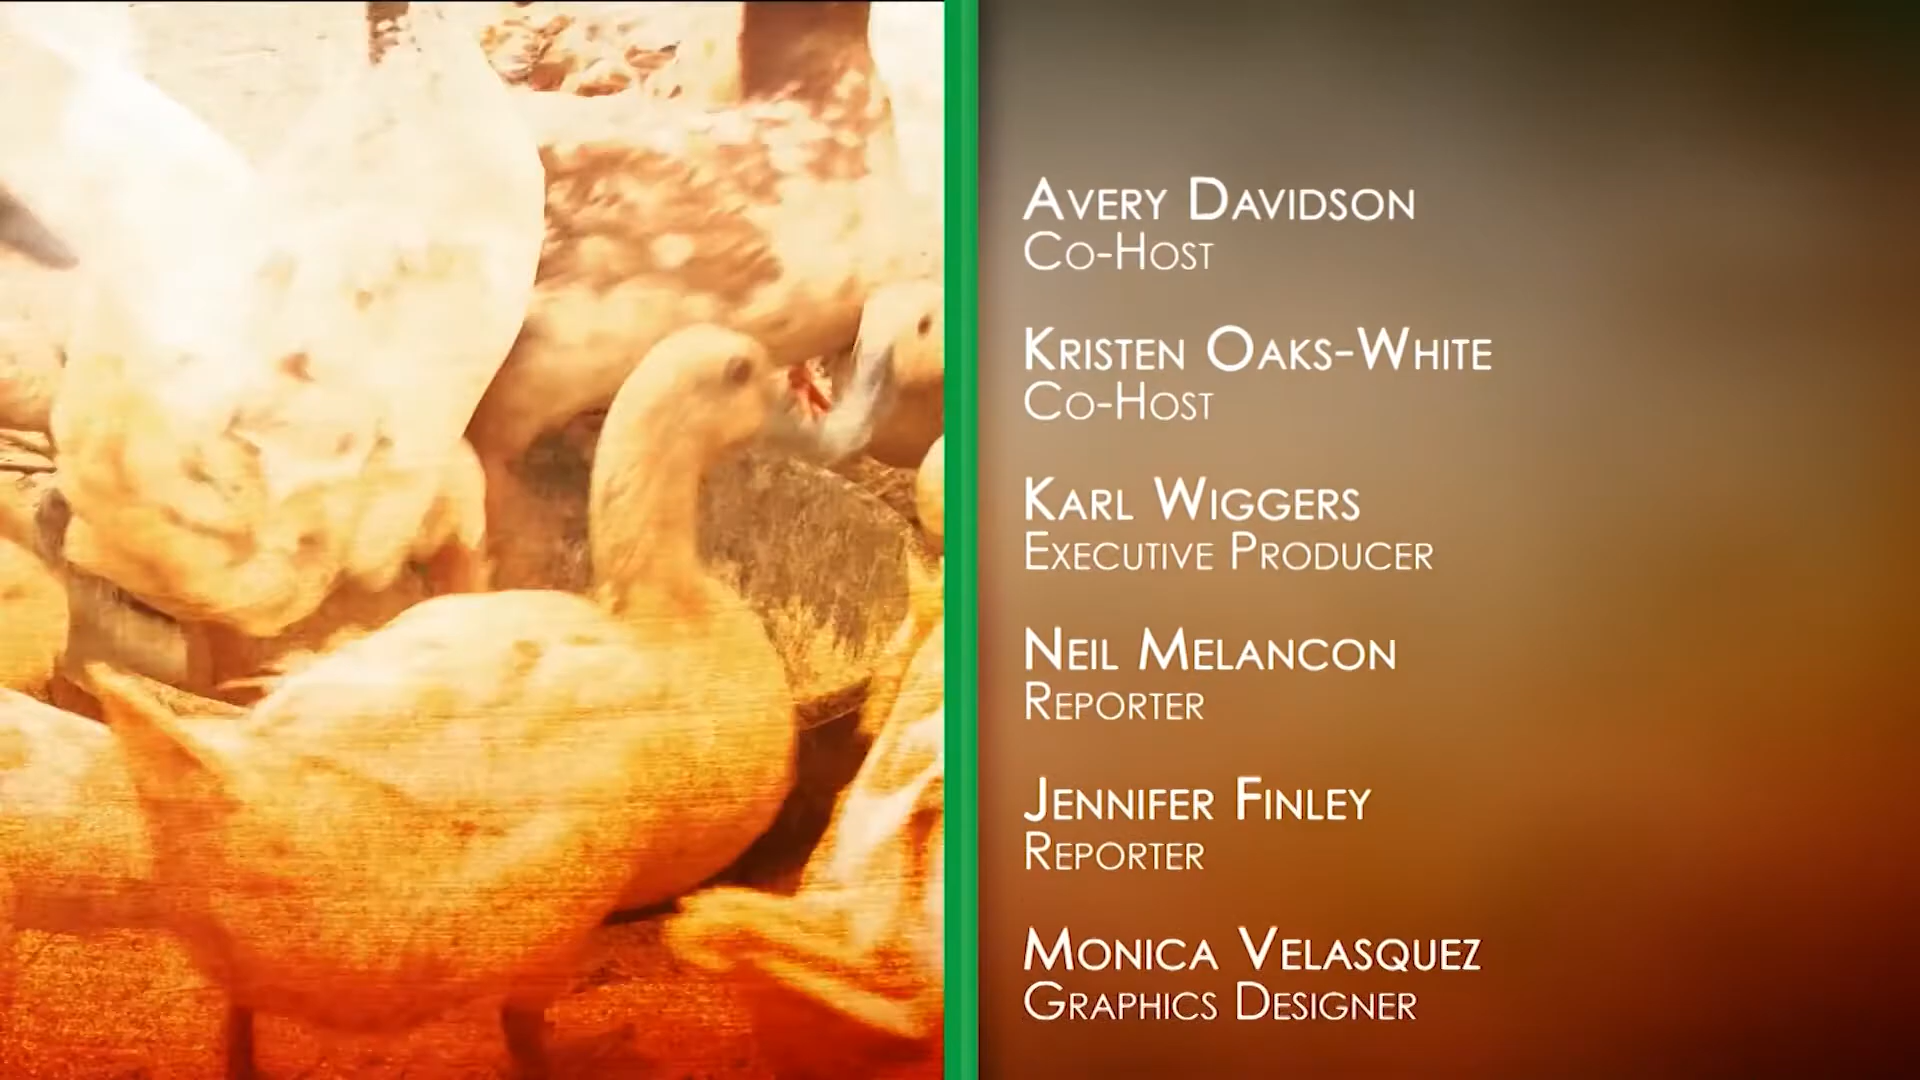 Avery Davidson
Co-Host
Kristen Oaks-White
Co-Host
Karl Wiggers
Executive Producer
Neil Melancon
Reporter
Jennifer Finley
Reporter
Monica Velasquez
Graphics Designer